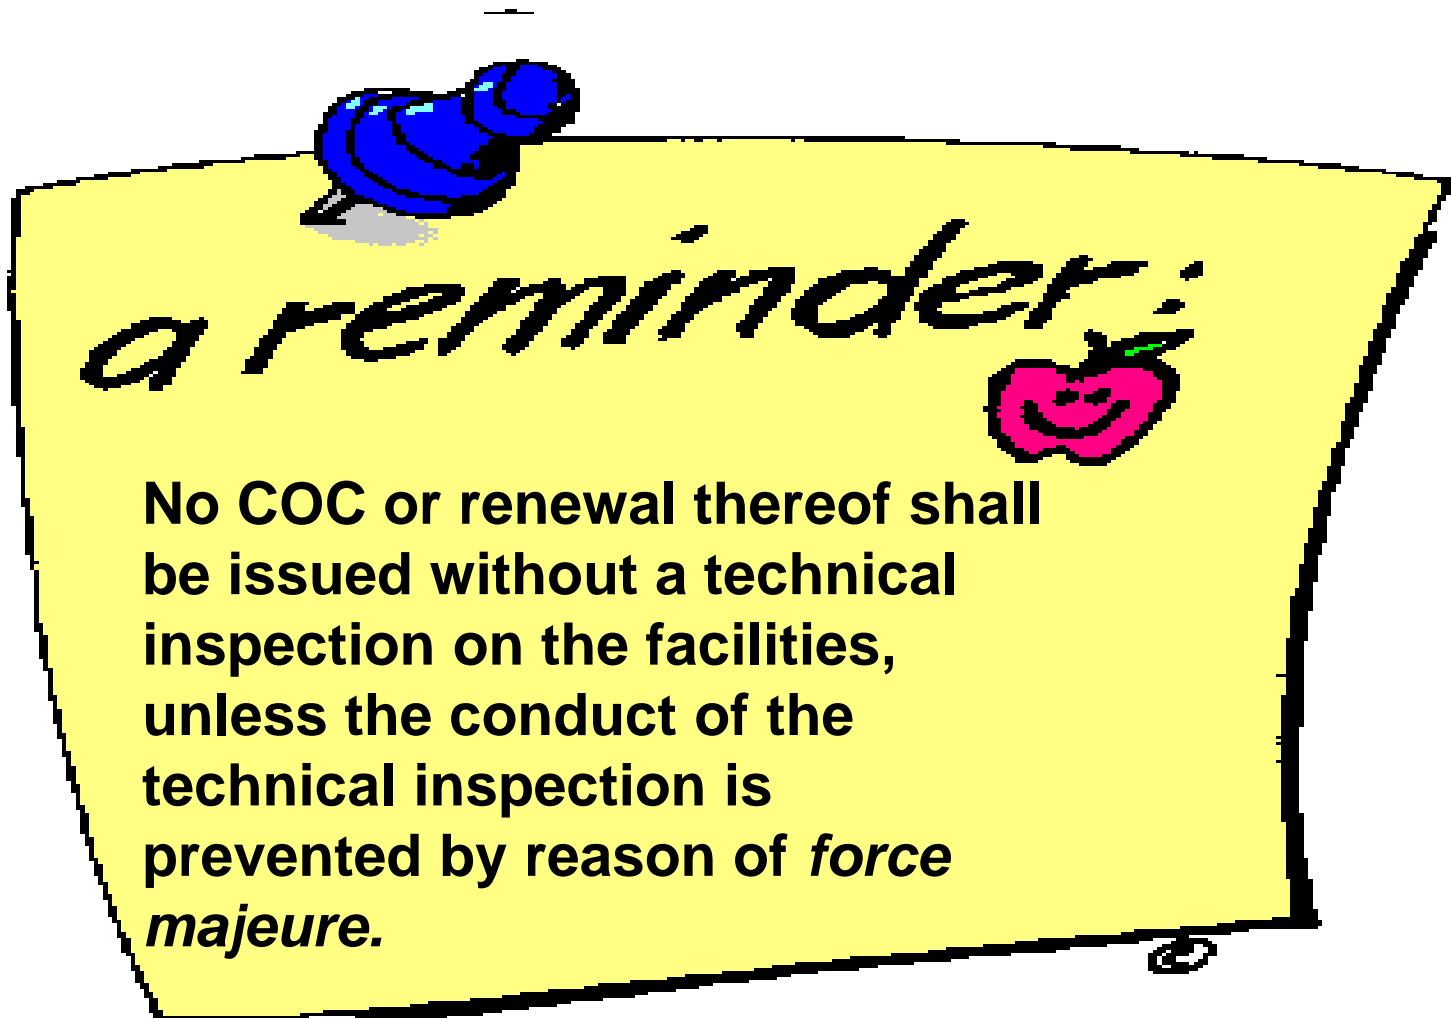 a reminder:
No COC or renewal thereof shall
be issued without a technical
inspection on the facilities,
unless the conduct of the
technical inspection is
prevented by reason of force
majeure.